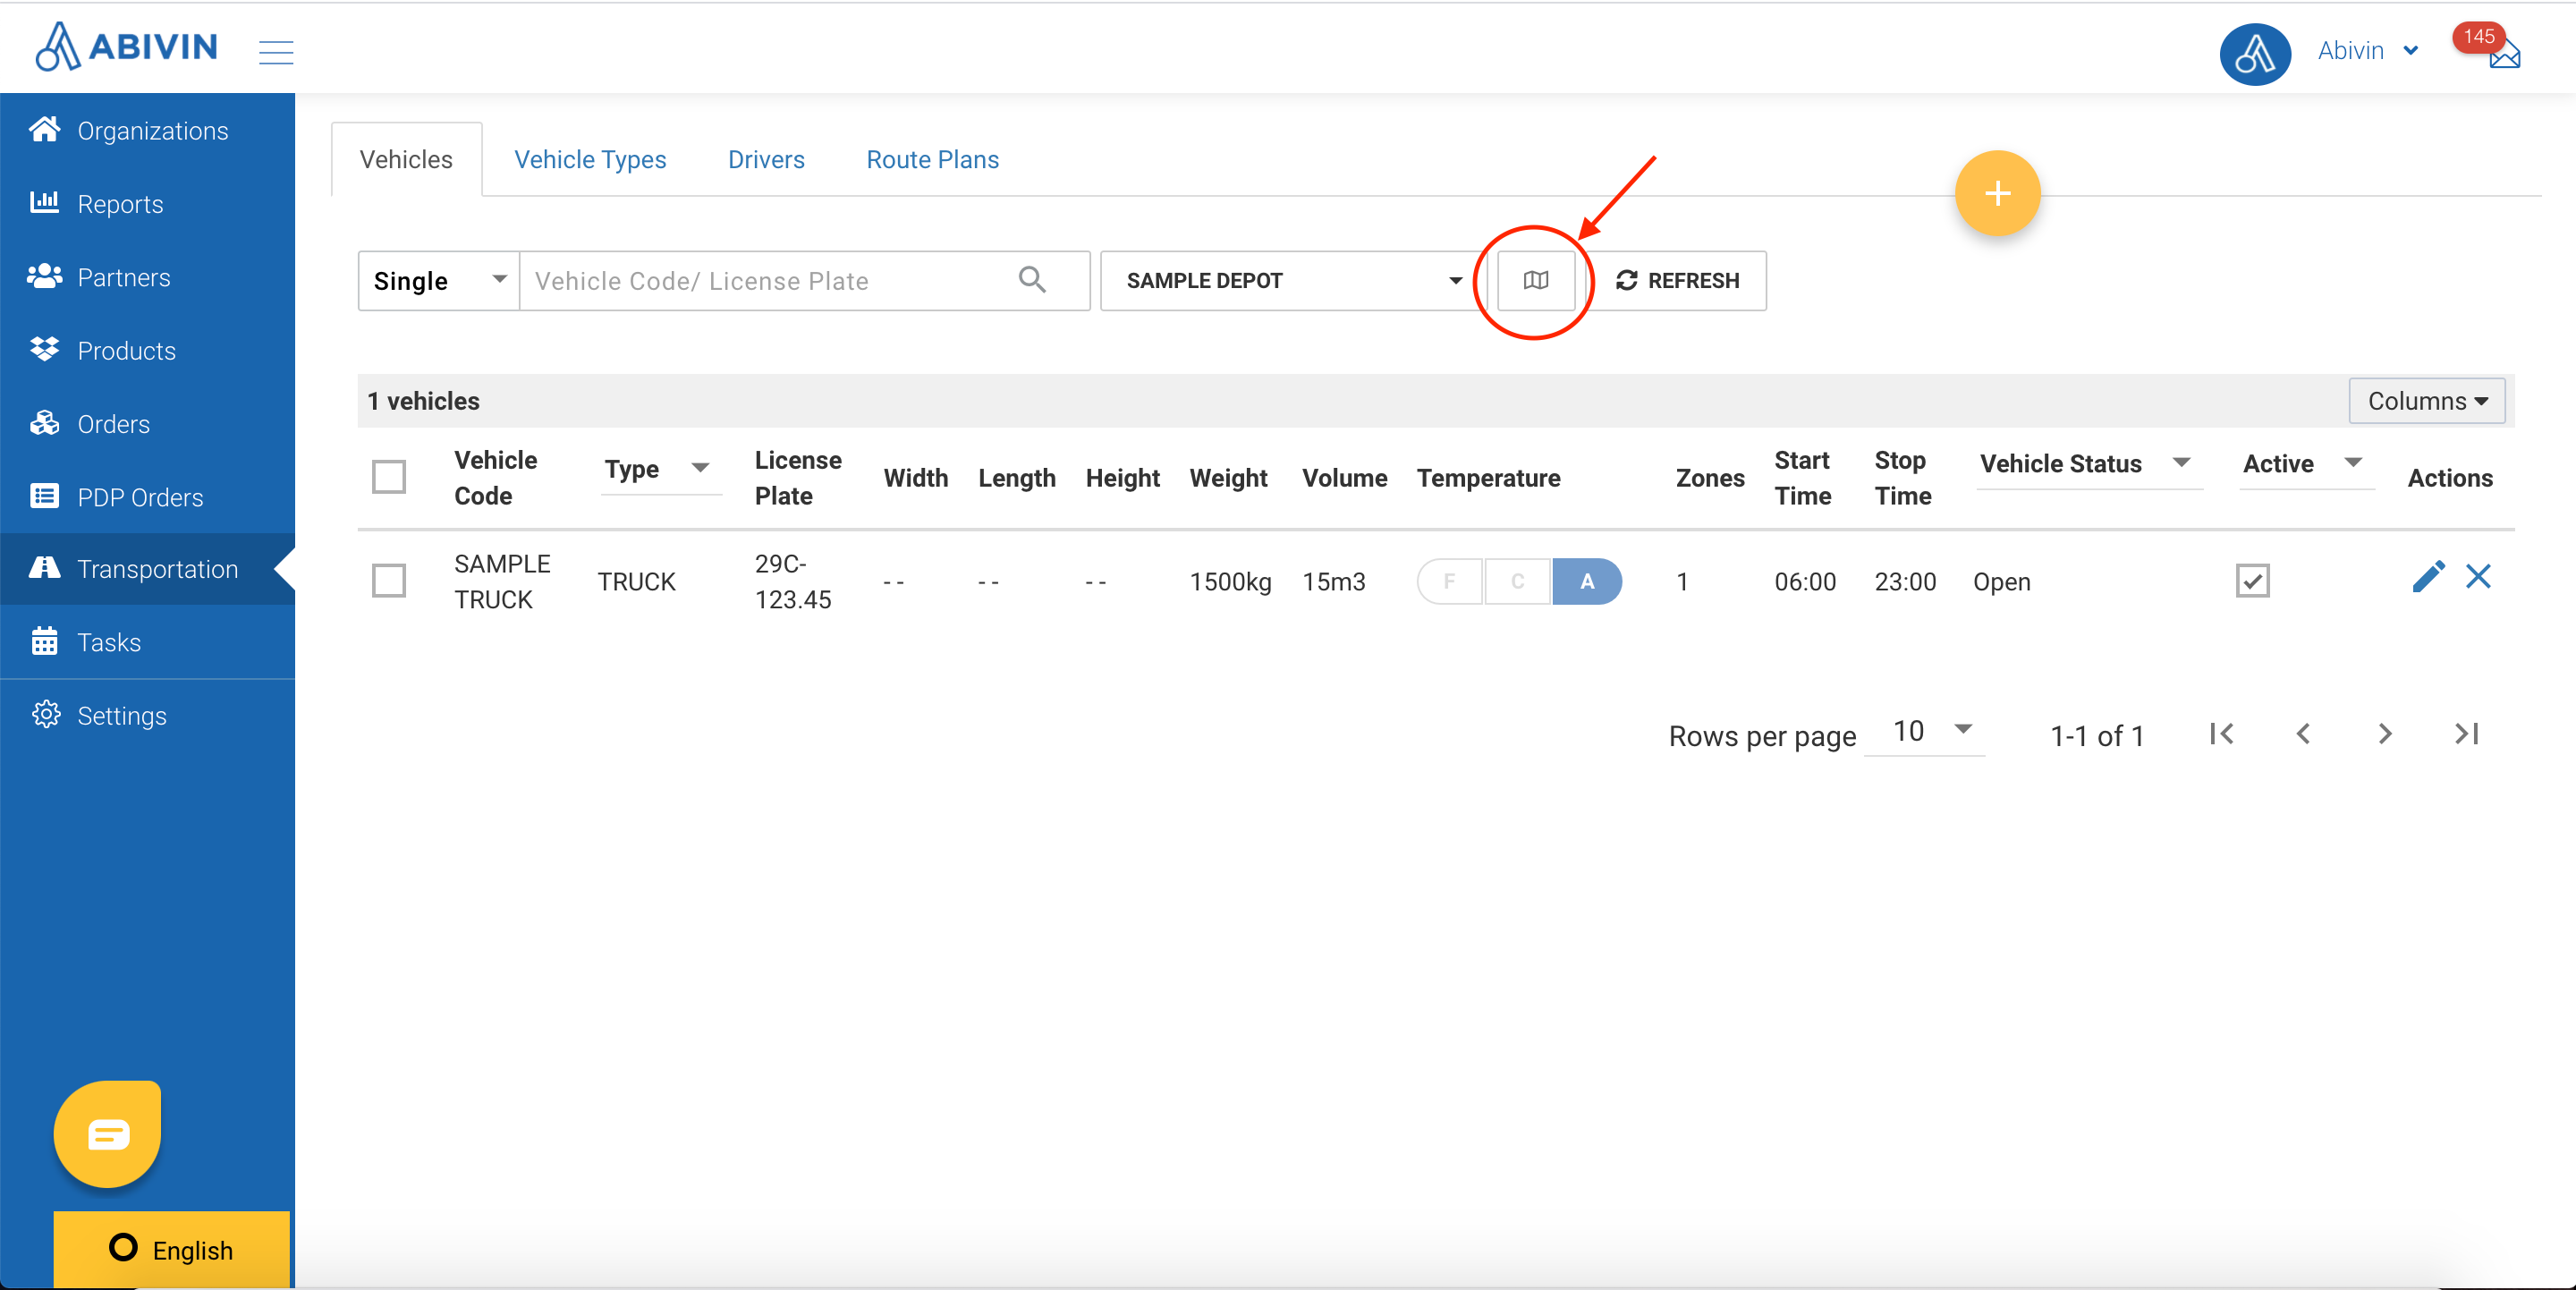 ABIVIN
Abivin
145
Organizations
Reports
Partners
Products
Orders
PDP Orders
Transportation
Tasks
Settings
English
Vehicles Vehicle Types Drivers Route Plans
+
Single Vehicle Code/ License Plate SAMPLE DEPOT REFRESH
1 vehicles Columns
Vehicle Code Type License Plate Width Length Height Weight Volume Temperature Zones Start Time Stop Time Vehicle Status Active Actions
SAMPLE TRUCK TRUCK 29C-123.45 -- -- -- 1500kg 15m3 F C A 1 06:00 23:00 Open
Rows per page 10 1-1 of 1